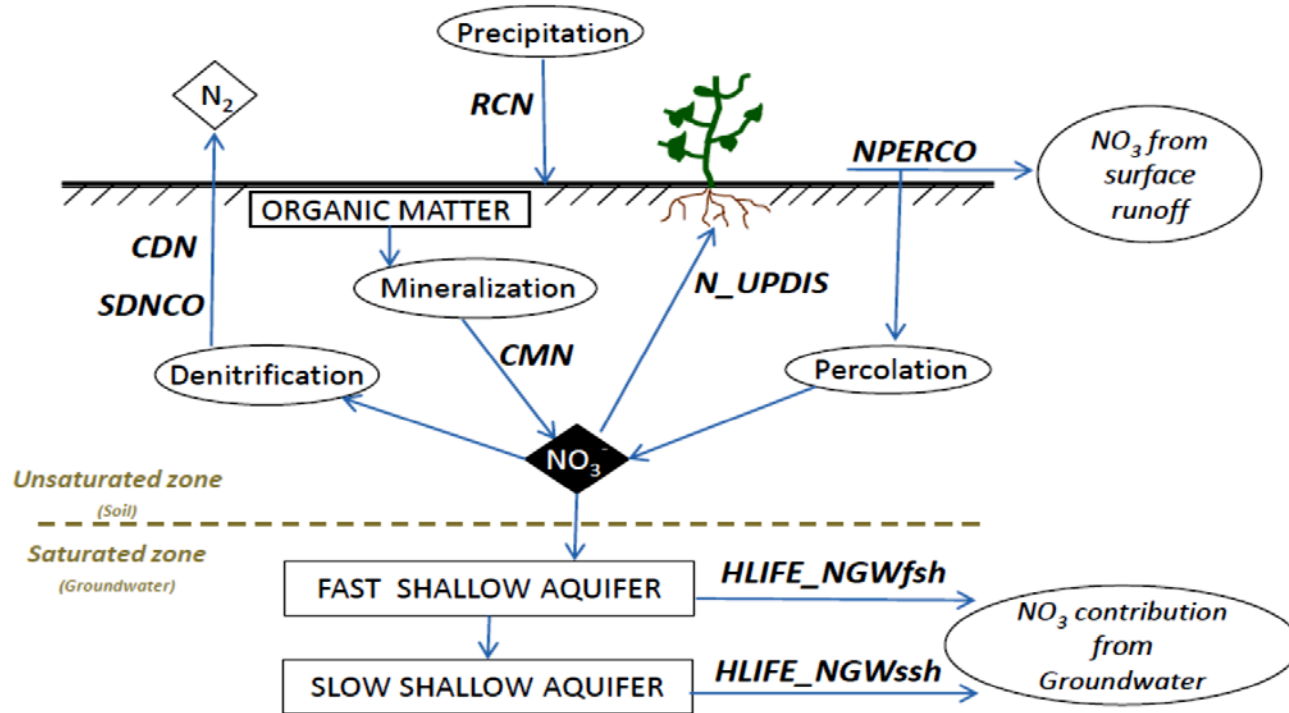 Precipitation
N₂
RCN
NPERCO
NO₃ from
surface
runoff
ORGANIC MATTER
CDN
SDNCO
Mineralization
N_UPDIS
CMN
Denitrification
Percolation
NO₃⁻
Unsaturated zone
(Soil)
Saturated zone
(Groundwater)
FAST SHALLOW AQUIFER
HLIFE_NGWfsh
SLOW SHALLOW AQUIFER
HLIFE_NGWssh
NO₃ contribution
from
Groundwater